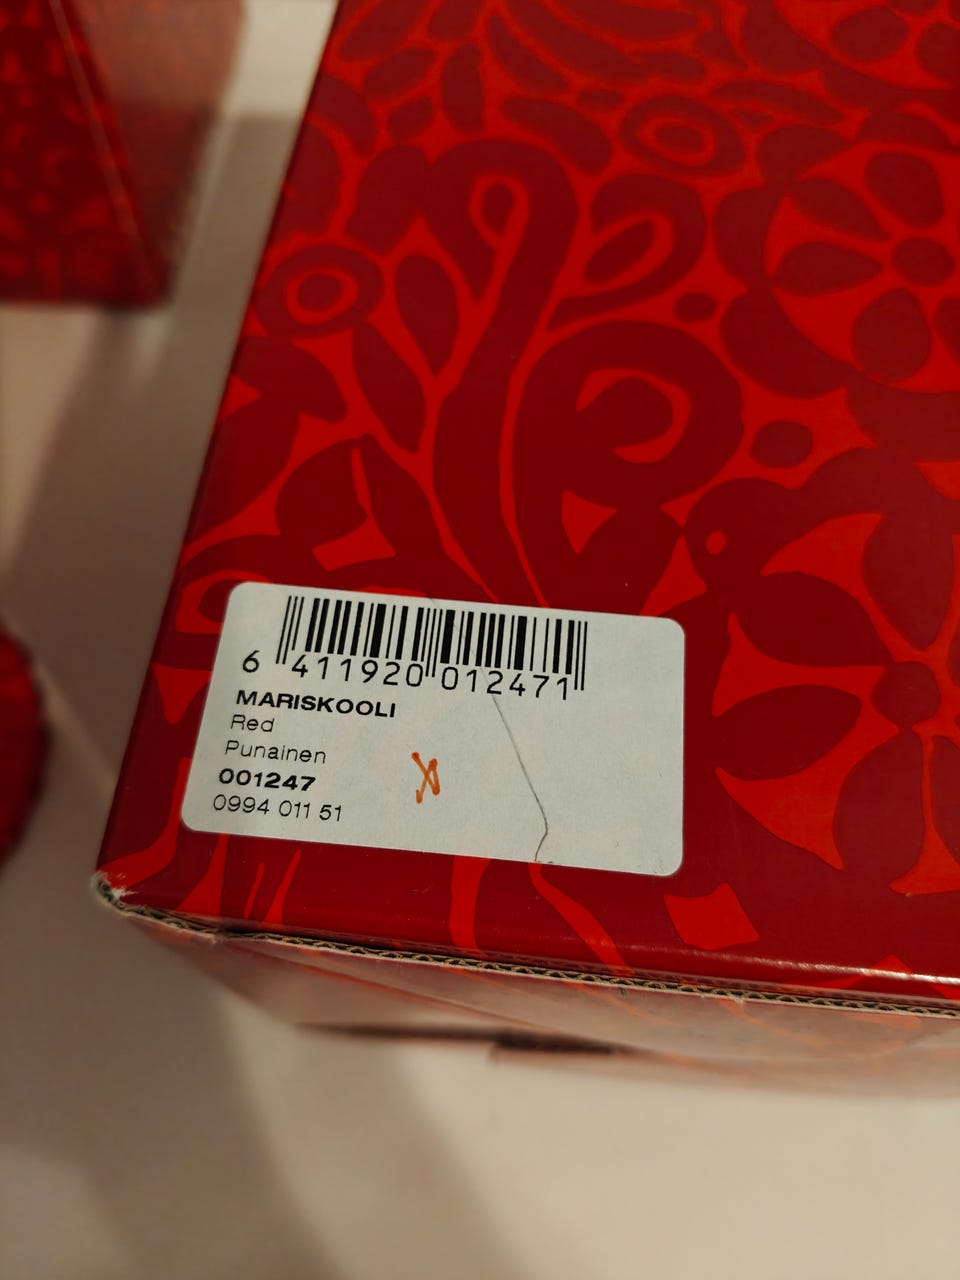 6 411920 012471
MARISKOOLI
Red
Punainen
001247
0994 011 51
X